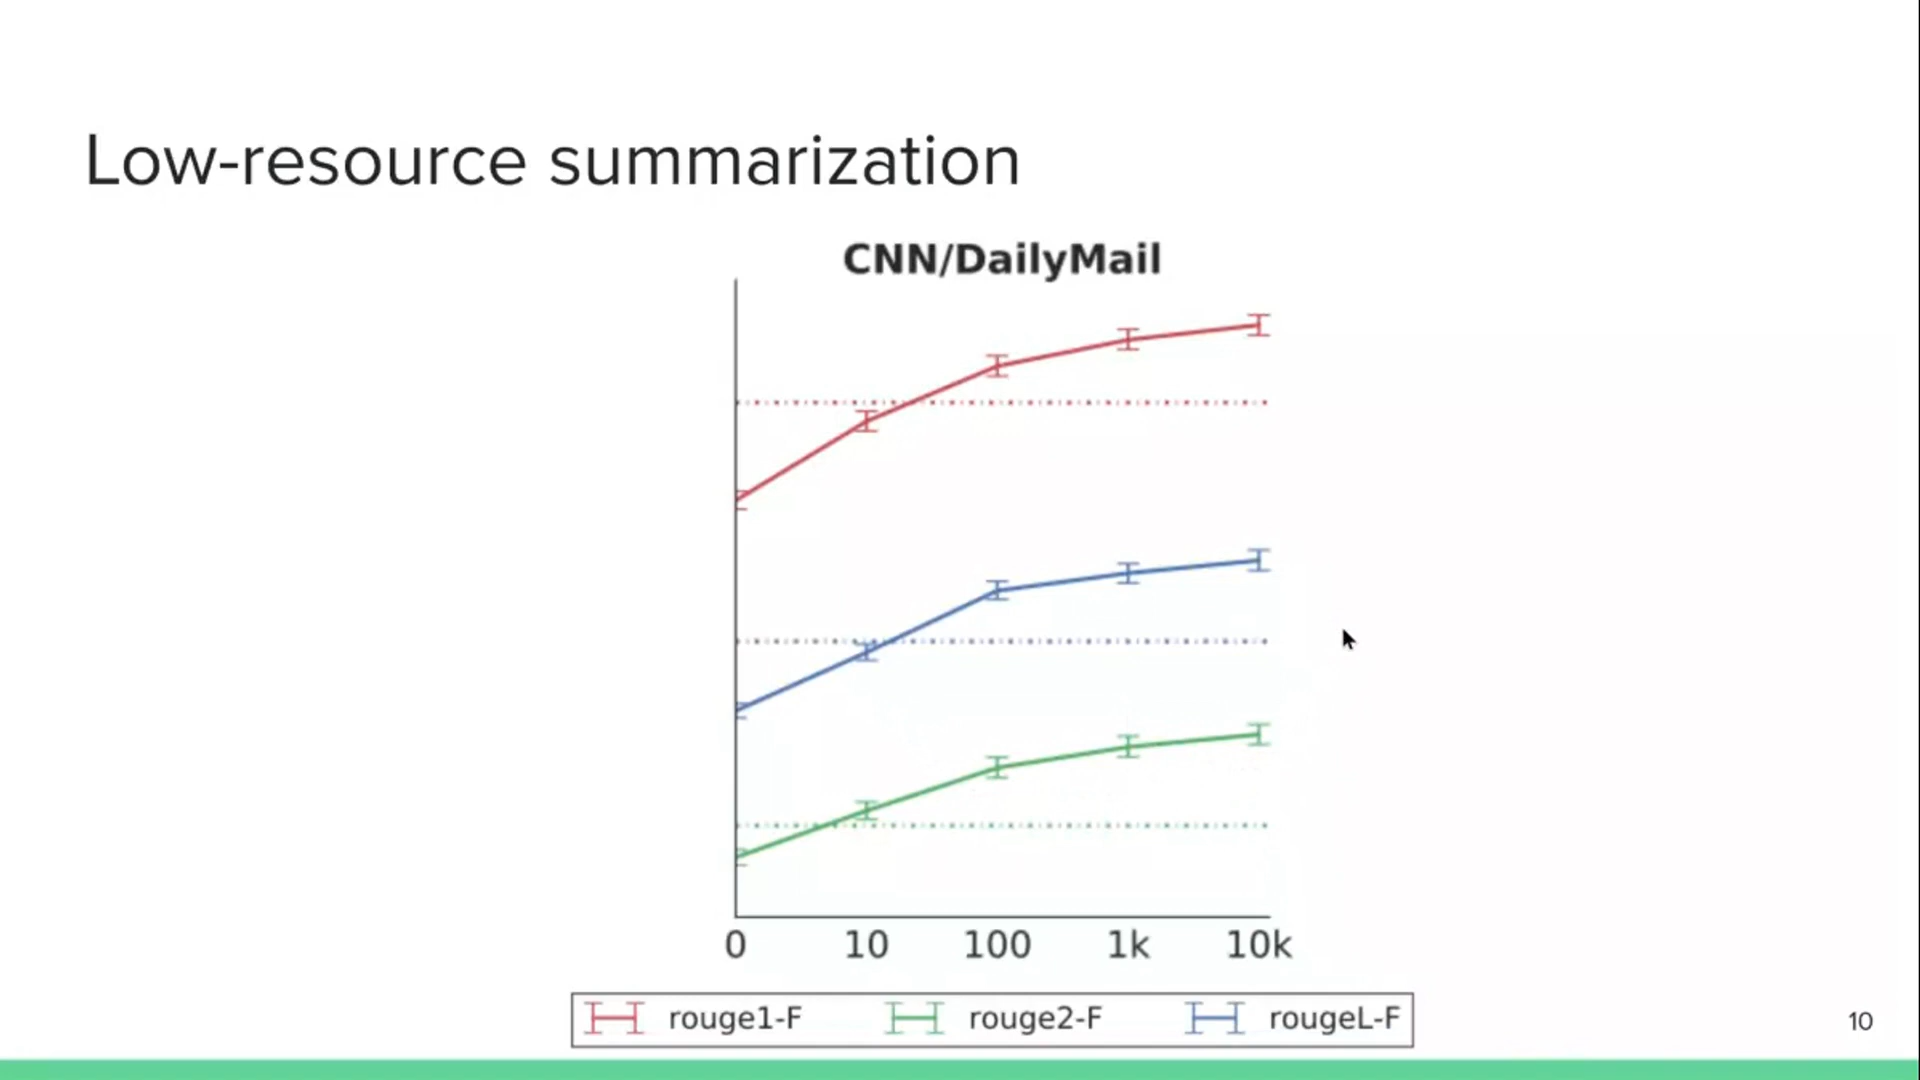 Low-resource summarization
CNN/DailyMail
0 10 100 1k 10k
rouge1-F rouge2-F rougeL-F
10